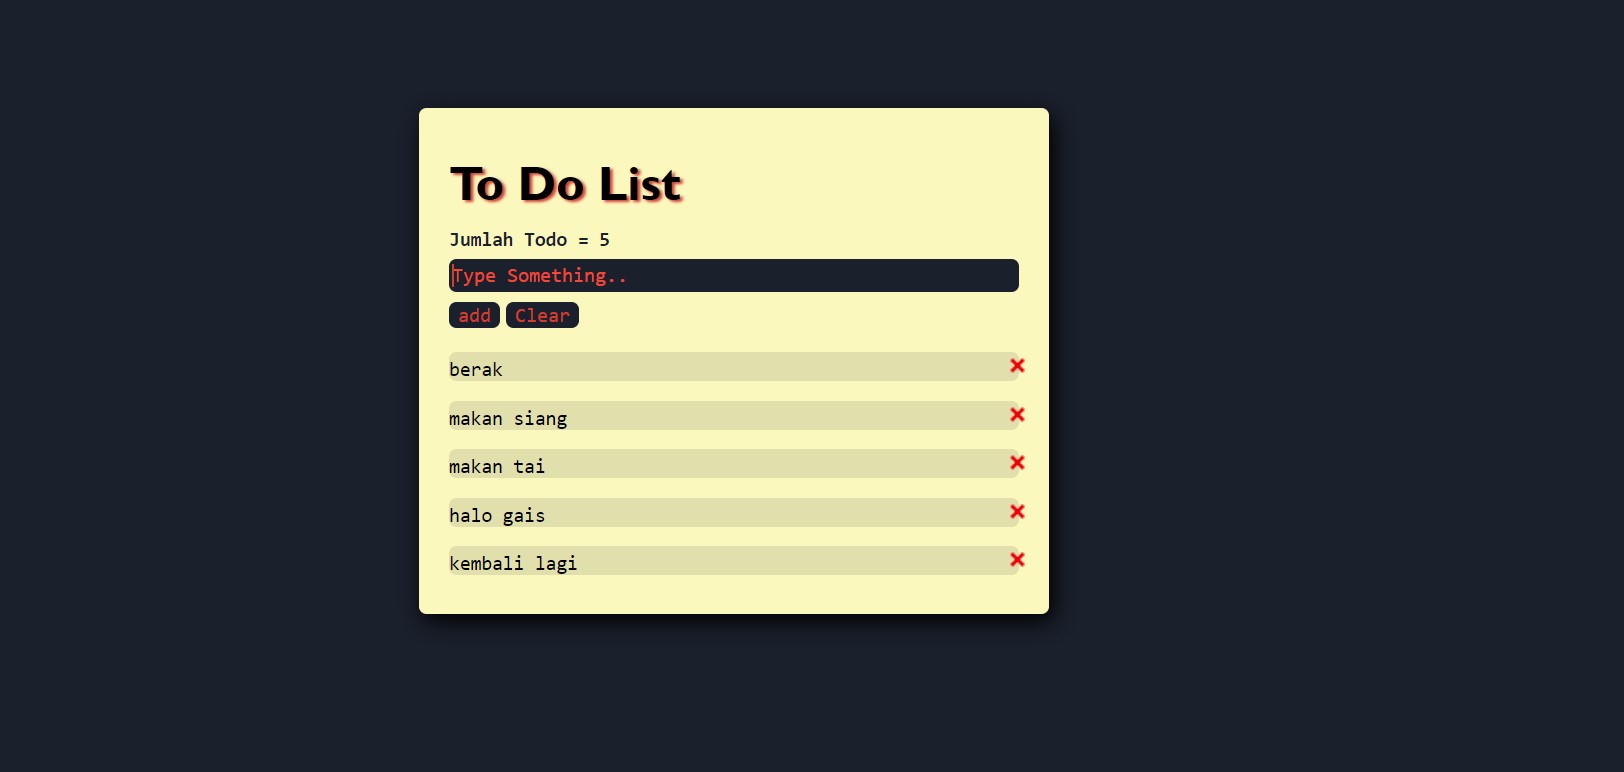 To Do List
Jumlah Todo = 5
Type Something..
add Clear
berak
makan siang
makan tai
halo gais
kembali lagi